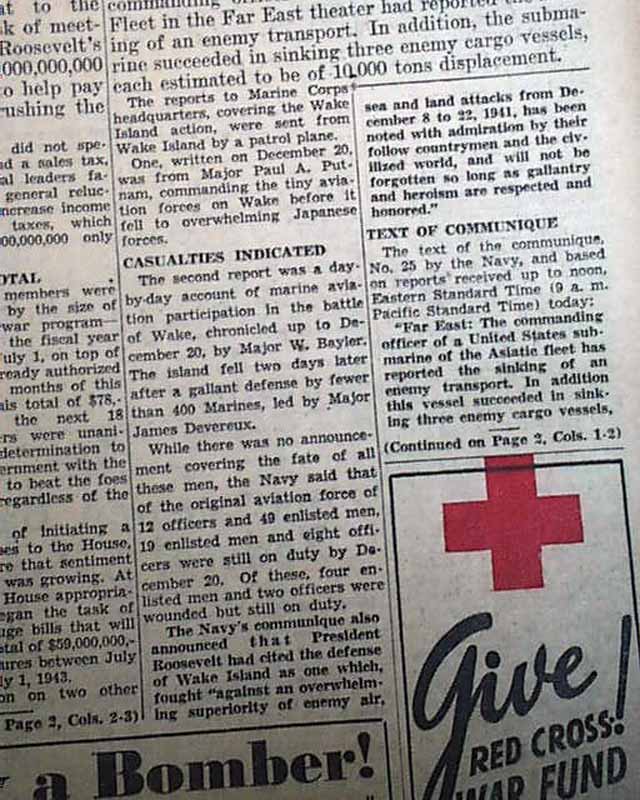 at to the
k of meet-
Roosevelt's
000,000,000
o help pay
rushing the
did not spe-
d a sales tax,
al leaders fa-
general reluc-
ncrease income
taxes, which
00,000,000 only
OTAL
members were
by the size of
war program—
the fiscal year
uly 1, on top of
ready authorized
months of this
is total of $78,-
the next 18
rs were unani-
determination to
ernment with the
to beat the foes
regardless of the
of initiating a
ses to the House,
re that sentiment
was growing. At
House appropria-
egan the task of
uge bills that will
otal of $59,000,000,-
ures between July
ly 1, 1943.
on on two other
Page 2, Cols. 2-3)
Fleet in the Far East theater had reported the
ing of an enemy transport. In addition, the subma-
rine succeeded in sinking three enemy cargo vessels,
each estimated to be of 10,000 tons displacement.
The reports to Marine Corps
headquarters, covering the Wake
Island action, were sent from
Wake Island by a patrol plane.
One, written on December 20,
was from Major Paul A. Put-
nam, commanding the tiny avia-
tion forces on Wake before it
fell to overwhelming Japanese
forces.
CASUALTIES INDICATED
The second report was a day-
by-day account of marine avia-
tion participation in the battle
of Wake, chronicled up to De-
cember 20, by Major W. Bayler.
The island fell two days later
after a gallant defense by fewer
than 400 Marines, led by Major
James Devereux.
While there was no announce-
ment covering the fate of all
these men, the Navy said that
of the original aviation force of
12 officers and 49 enlisted men,
19 enlisted men and eight offi-
cers were still on duty by De-
cember 20. Of these, four en-
listed men and two officers were
wounded but still on duty.
The Navy's communique also
announced that President
Roosevelt had cited the defense
of Wake Island as one which,
fought "against an overwhelm-
ing superiority of enemy air,
sea and land attacks from De-
cember 8 to 22, 1941, has been
noted with admiration by their
follow countrymen and the civ-
ilized world, and will not be
forgotten so long as gallantry
and heroism are respected and
honored."
TEXT OF COMMUNIQUE
The text of the communique,
No. 25 by the Navy, and based
on reports received up to noon,
Eastern Standard Time (9 a. m.
Pacific Standard Time) today:
"Far East: The commanding
officer of a United States sub-
marine of the Asiatic fleet has
reported the sinking of an
enemy transport. In addition
this vessel succeeded in sink-
ing three enemy cargo vessels,
(Continued on Page 2, Cols. 1-2)
Give!
RED CROSS!
WAR FUND
a Bomber!